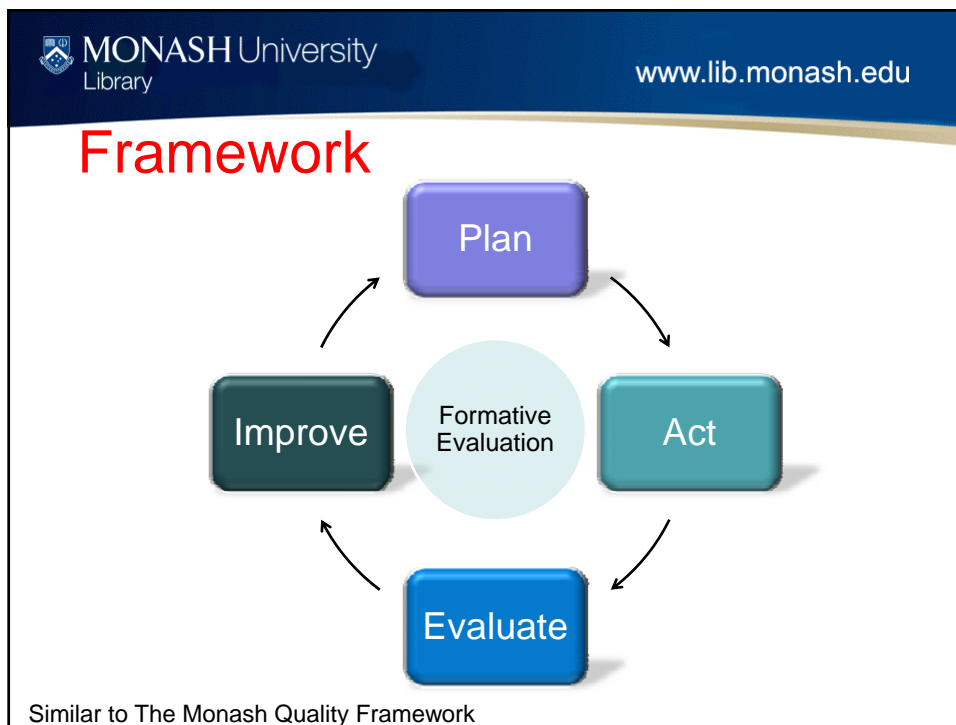 MONASH University
Library
www.lib.monash.edu
Framework
Plan
Improve
Formative
Evaluation
Act
Evaluate
Similar to The Monash Quality Framework